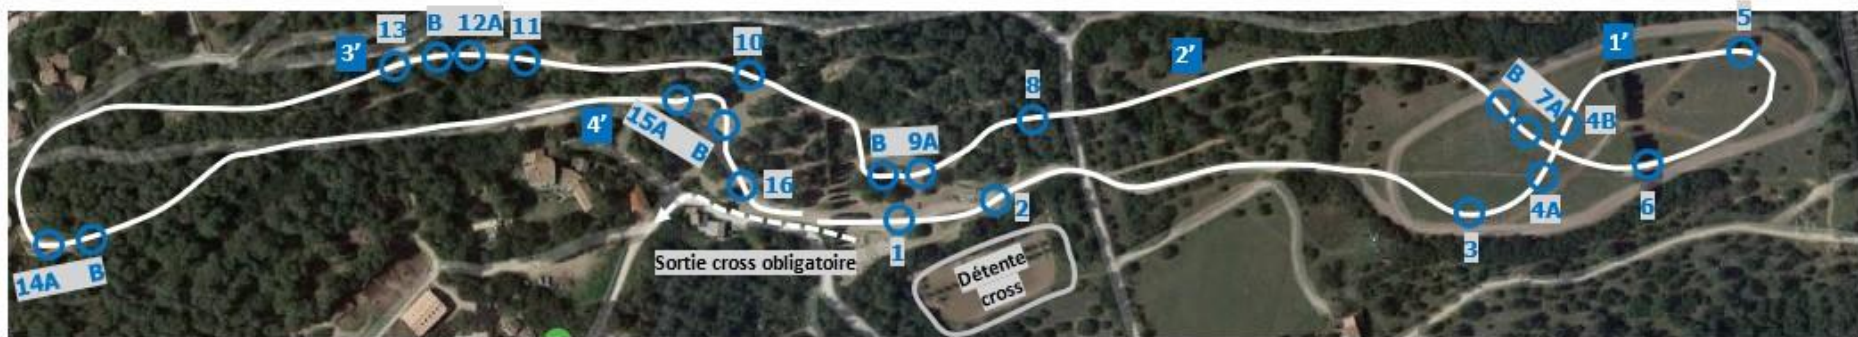 13
B 12A
11
5
3'
10
2'
1'
8
B 7A
4B
4'
15A B
B 9A
16
2
6
4A
1
3
Sortie cross obligatoire
14A B
Détente
cross